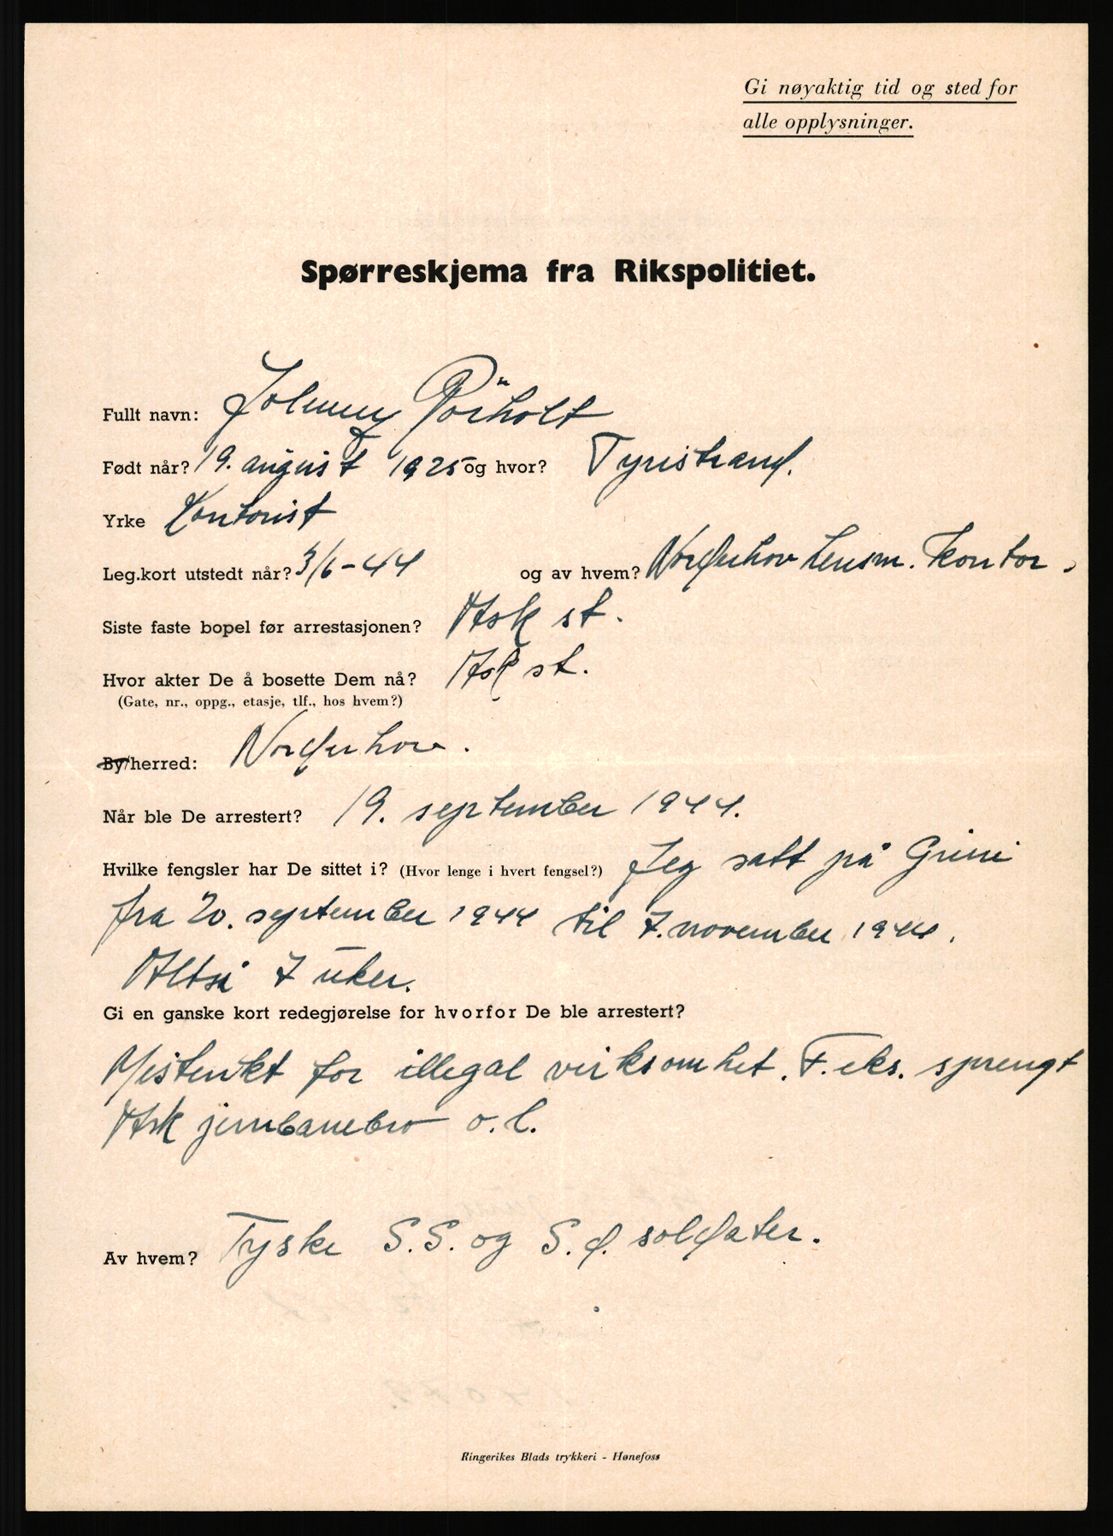 Gi nøyaktig tid og sted for
alle opplysninger.
Spørreskjema fra Rikspolitiet.
Fullt navn: Johnny Pörholt
Født når? 19. august 1925 og hvor? Tyristrand.
Yrke Kontorist
Leg.kort utstedt når? 3/6-44 og av hvem? Norderhov lensm. kontor.
Siste faste bopel før arrestasjonen? Ask st.
Hvor akter De å bosette Dem nå? Ask st.
(Gate, nr., oppg., etasje, tlf., hos hvem?)
By/herred: Norderhov.
Når ble De arrestert? 19. september 1944.
Hvilke fengsler har De sittet i? (Hvor lenge i hvert fengsel?) Jeg satt på Grini
fra 20. september 1944 til 7. november 1944.
Altså 7 uker.
Gi en ganske kort redegjørelse for hvorfor De ble arrestert?
Mistenkt for illegal virksomhet. F. eks. sprengt
Ask jernbanebro o.l.
Av hvem? Tyske S.S. og S.d. soldater.
Ringerikes Blads trykkeri - Hønefoss